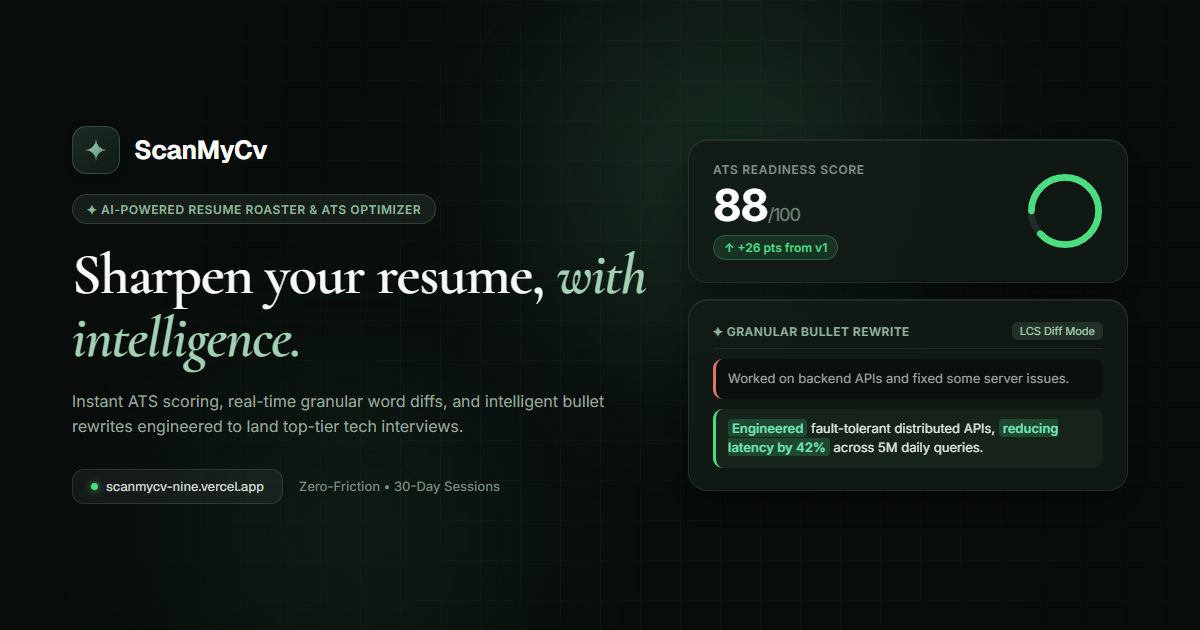 ScanMyCv
✦ AI-POWERED RESUME ROASTER & ATS OPTIMIZER
Sharpen your resume, with
intelligence.
Instant ATS scoring, real-time granular word diffs, and intelligent bullet
rewrites engineered to land top-tier tech interviews.
scanmycv-nine.vercel.app
Zero-Friction • 30-Day Sessions
ATS READINESS SCORE
88/100
↑ +26 pts from v1
✦ GRANULAR BULLET REWRITE
LCS Diff Mode
Worked on backend APIs and fixed some server issues.
Engineered fault-tolerant distributed APIs, reducing
latency by 42% across 5M daily queries.